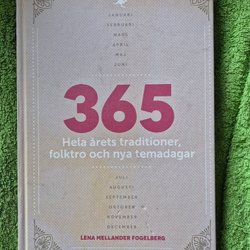 JANUARI
FEBRUARI
MARS
APRIL
MAJ
JUNI
365
Hela årets traditioner,
folktro och nya temadagar
JULI
AUGUSTI
SEPTEMBER
OKTOBER
NOVEMBER
DECEMBER
LENA MELLANDER FOGELBERG